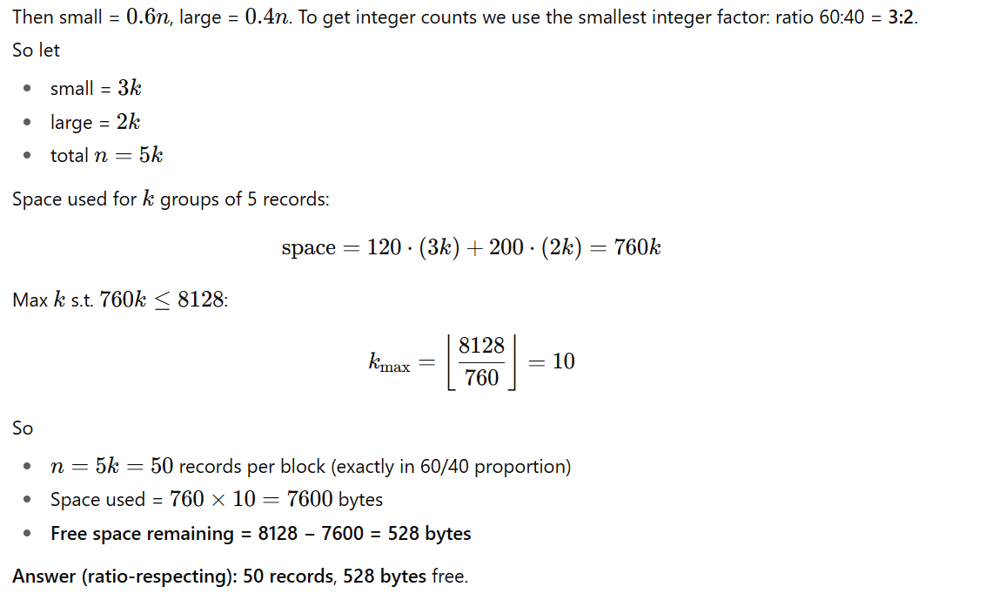 Then small = 0.6n, large = 0.4n. To get integer counts we use the smallest integer factor: ratio 60:40 = 3:2.
So let
• small = 3k
• large = 2k
• total n = 5k
Space used for k groups of 5 records:
space = 120 · (3k) + 200 · (2k) = 760k
Max k s.t. 760k ≤ 8128:
kmax = ⌊8128/760⌋ = 10
So
• n = 5k = 50 records per block (exactly in 60/40 proportion)
• Space used = 760 × 10 = 7600 bytes
• Free space remaining = 8128 − 7600 = 528 bytes
Answer (ratio-respecting): 50 records, 528 bytes free.